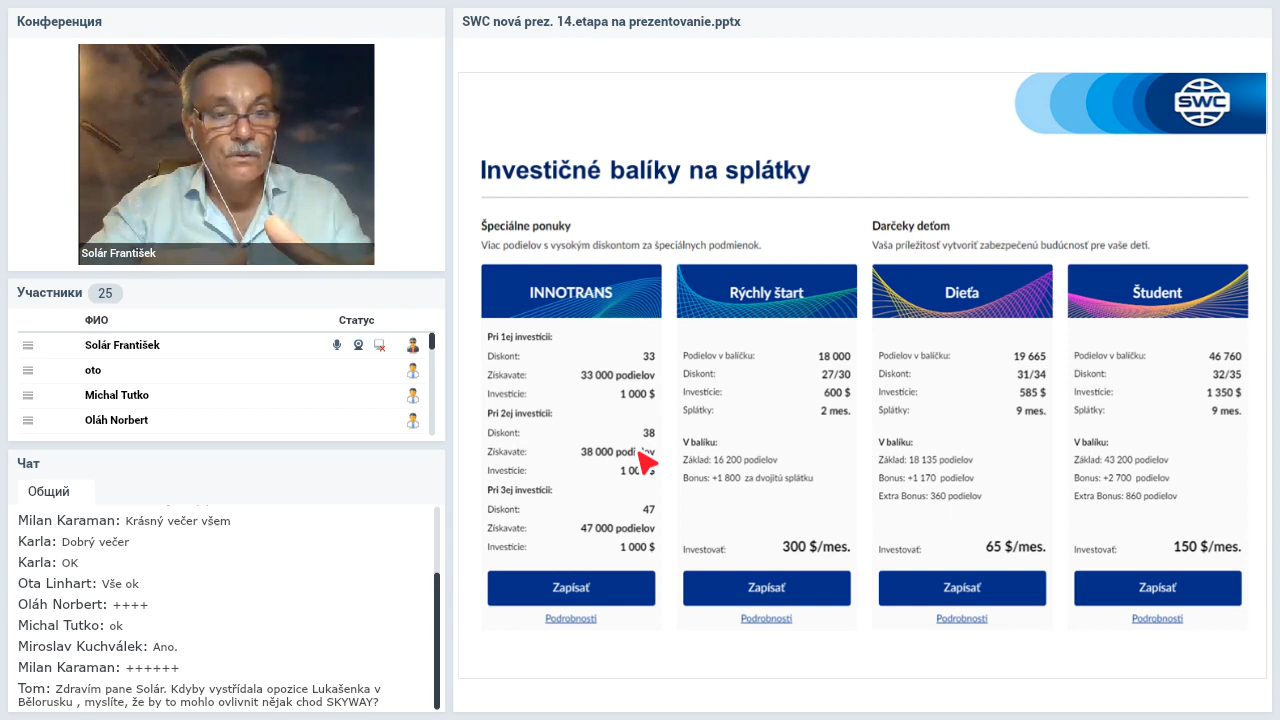 Конференция
Solár František
Участники 25
ФИО Статус
Solár František
oto
Michal Tutko
Oláh Norbert
Чат
Общий
Milan Karaman: Krásný večer všem
Karla: Dobrý večer
Karla: OK
Ota Linhart: Vše ok
Oláh Norbert: ++++
Michal Tutko: ok
Miroslav Kuchválek: Ano.
Milan Karaman: ++++++
Tom: Zdravím pane Solár. Kdyby vystřídala opozice Lukašenka v
Bělorusku , myslíte, že by to mohlo ovlivnit nějak chod SKYWAY?
SWC nová prez. 14.etapa na prezentovanie.pptx
SWC
Investičné balíky na splátky
Špeciálne ponuky
Viac podielov s vysokým diskontom za špeciálnych podmienok.
Darčeky deťom
Vaša príležitosť vytvoriť zabezpečenú budúcnosť pre vaše deti.
INNOTRANS
Pri 1ej investícii:
Diskont: 33
Získavate: 33 000 podielov
Investície: 1 000 $
Pri 2ej investícii:
Diskont: 38
Získavate: 38 000
Investície:
Pri 3ej investícii:
Diskont: 47
Získavate: 47 000 podielov
Investície: 1 000 $
Zapísať
Podrobnosti
Rýchly štart
Podielov v balíčku: 18 000
Diskont: 27/30
Investície: 600 $
Splátky: 2 mes.
V balíku:
Základ: 16 200 podielov
Bonus: +1 800 za dvojitú splátku
Investovať: 300 $/mes.
Zapísať
Podrobnosti
Dieťa
Podielov v balíčku: 19 665
Diskont: 31/34
Investície: 585 $
Splátky: 9 mes.
V balíku:
Základ: 18 135 podielov
Bonus: +1 170 podielov
Extra Bonus: 360 podielov
Investovať: 65 $/mes.
Zapísať
Podrobnosti
Študent
Podielov v balíčku: 46 760
Diskont: 32/35
Investície: 1 350 $
Splátky: 9 mes.
V balíku:
Základ: 43 200 podielov
Bonus: +2 700 podielov
Extra Bonus: 860 podielov
Investovať: 150 $/mes.
Zapísať
Podrobnosti